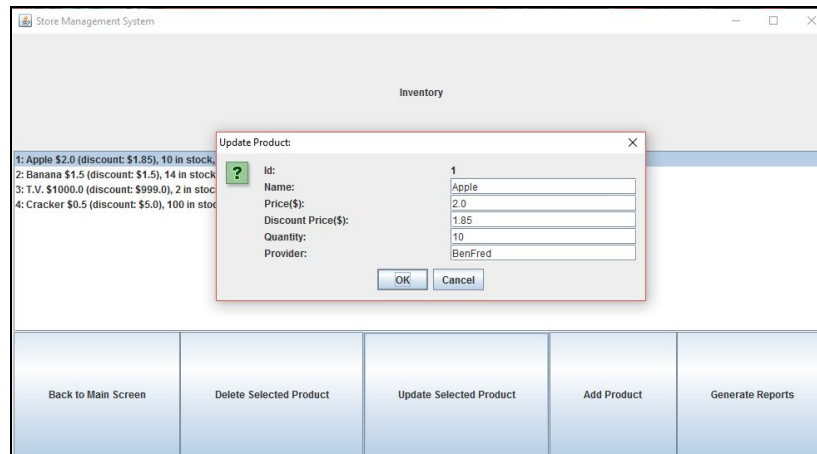 Store Management System
Inventory
Update Product:
1: Apple $2.0 (discount: $1.85), 10 in stock,
2: Banana $1.5 (discount: $1.5), 14 in stock
3: T.V. $1000.0 (discount: $999.0), 2 in stoc
4: Cracker $0.5 (discount: $5.0), 100 in stoc
?
Id: 1
Name: Apple
Price($): 2.0
Discount Price($): 1.85
Quantity: 10
Provider: BenFred
OK Cancel
Back to Main Screen Delete Selected Product Update Selected Product Add Product Generate Reports